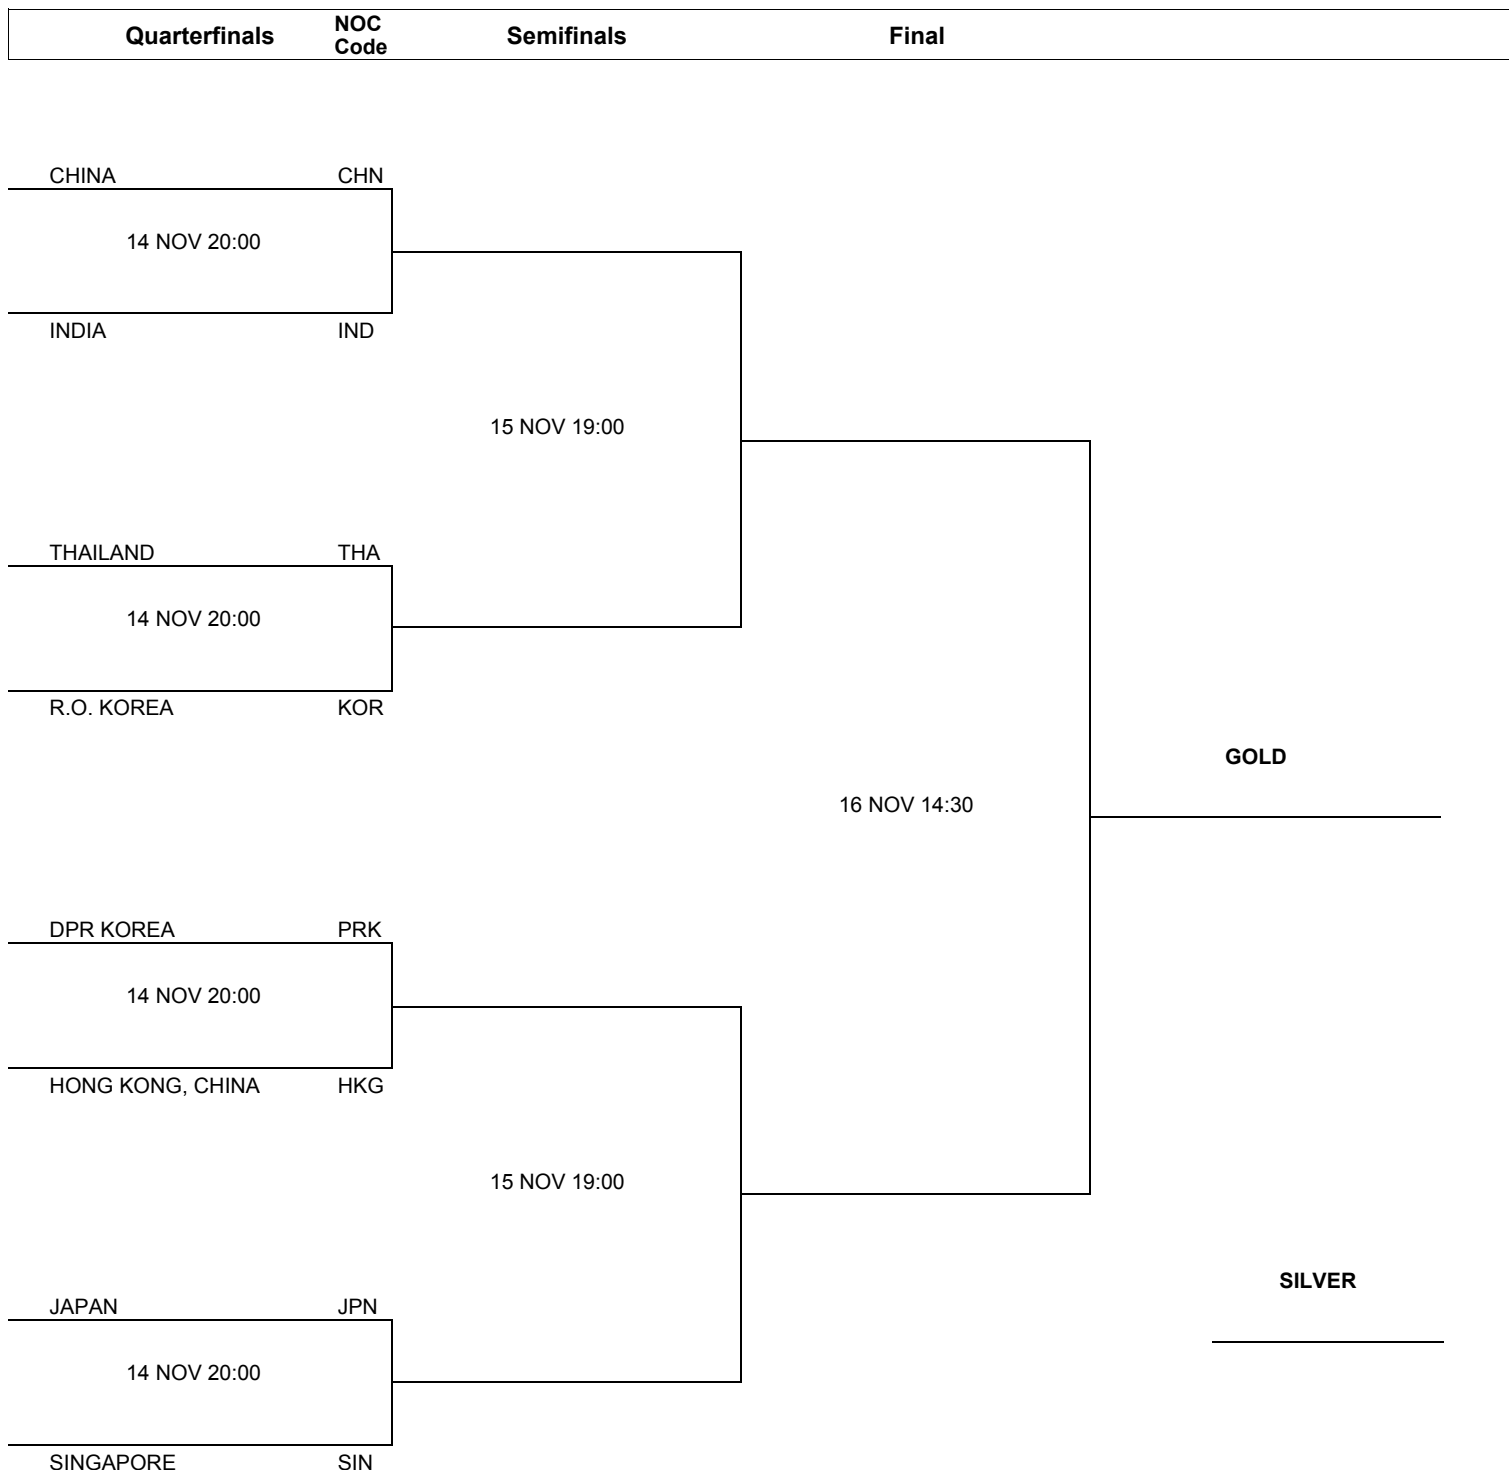 Quarterfinals NOC Code Semifinals Final
CHINA CHN
14 NOV 20:00
INDIA IND
15 NOV 19:00
THAILAND THA
14 NOV 20:00
R.O. KOREA KOR
GOLD
16 NOV 14:30
DPR KOREA PRK
14 NOV 20:00
HONG KONG, CHINA HKG
15 NOV 19:00
SILVER
JAPAN JPN
14 NOV 20:00
SINGAPORE SIN